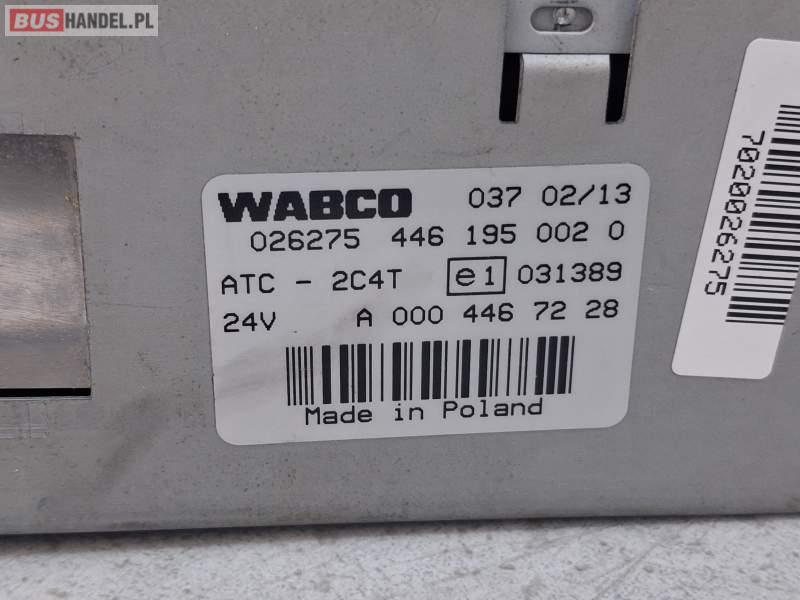 BUSHANDEL.PL
WABCO 037 02/13
026275 446 195 002 0
ATC - 2C4T e1 031389
24V A 000 446 72 28
Made in Poland
7020026275